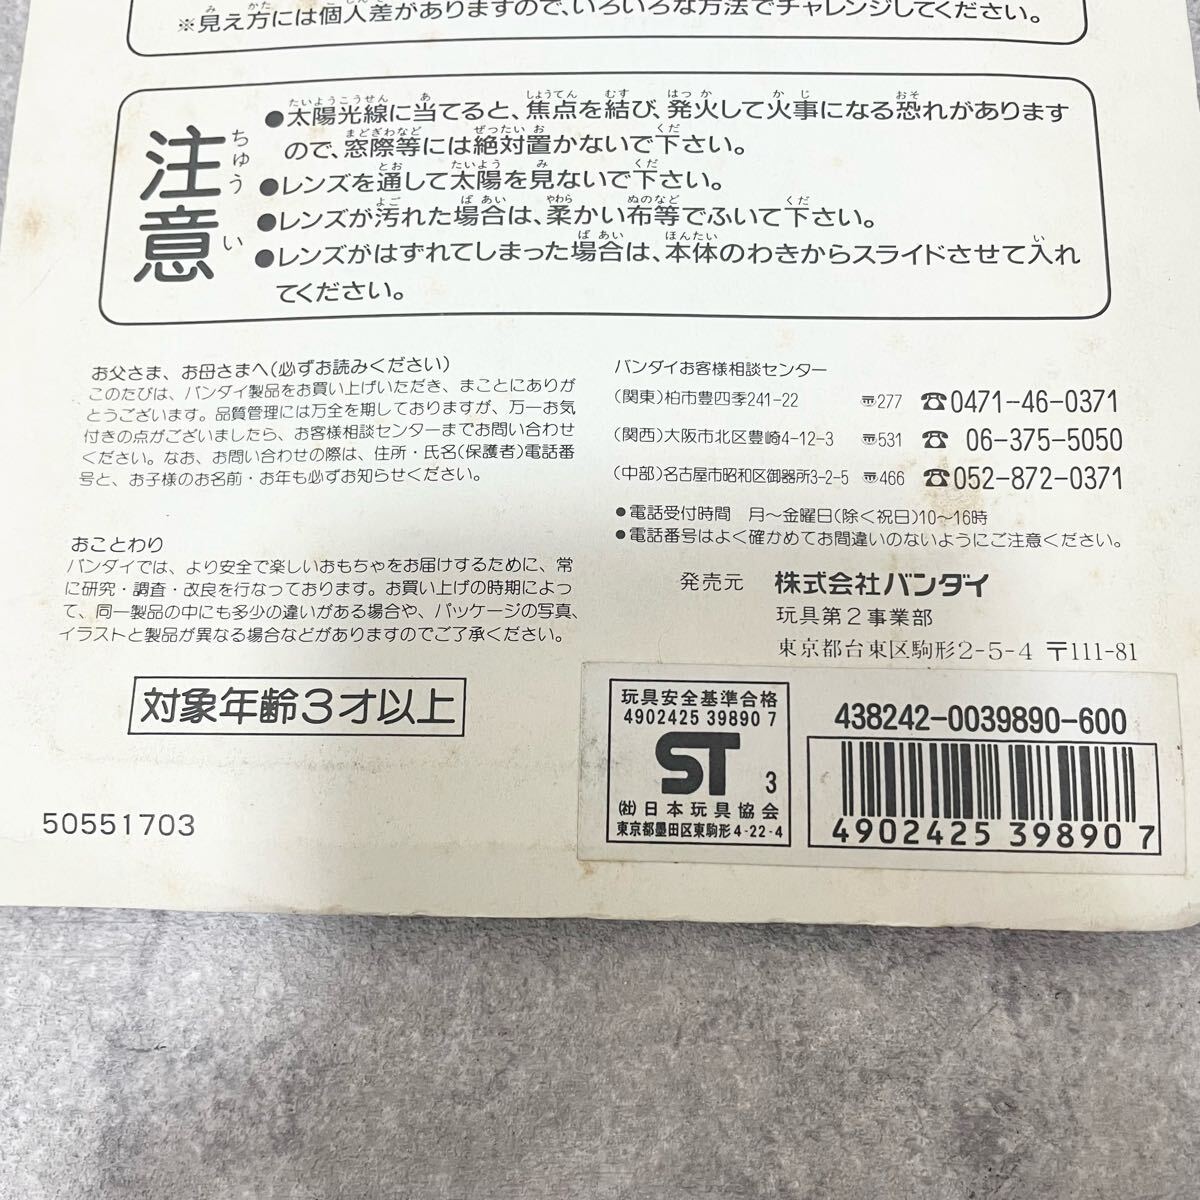 ※見え方には個人差がありますので、いろいろな方法でチャレンジしてください。
注意
ちゅうい
●太陽光線に当てると、焦点を結び、発火して火事になる恐れがあります
ので、窓際等には絶対置かないで下さい。
●レンズを通して太陽を見ないで下さい。
●レンズが汚れた場合は、柔かい布等でふいて下さい。
●レンズがはずれてしまった場合は、本体のわきからスライドさせて入れ
てください。
お父さま、お母さまへ(必ずお読みください)
このたびは、バンダイ製品をお買い上げいただき、まことにありが
とうございます。品質管理には万全を期しておりますが、万一お気
付きの点がございましたら、お客様相談センターまでお問い合わせ
ください。なお、お問い合わせの際は、住所・氏名(保護者)電話番
号と、お子様のお名前・お年も必ずお知らせください。
おことわり
バンダイでは、より安全で楽しいおもちゃをお届けするために、常
に研究・調査・改良を行なっております。お買い上げの時期によっ
て、同一製品の中にも多少の違いがある場合や、パッケージの写真、
イラストと製品が異なる場合などがありますのでご了承ください。
対象年齢3才以上
50551703
バンダイお客様相談センター
(関東)柏市豊四季241-22 〠277 ☎0471-46-0371
(関西)大阪市北区豊崎4-12-3 〠531 ☎ 06-375-5050
(中部)名古屋市昭和区御器所3-2-5 〠466 ☎052-872-0371
●電話受付時間 月〜金曜日(除く祝日)10〜16時
●電話番号はよく確かめてお間違いのないようにご注意ください。
発売元 株式会社バンダイ
玩具第2事業部
東京都台東区駒形2-5-4 〒111-81
玩具安全基準合格
4902425 39890 7
ST 3
(社)日本玩具協会
東京都墨田区東駒形4-22-4
438242-0039890-600
4902425 39890 7